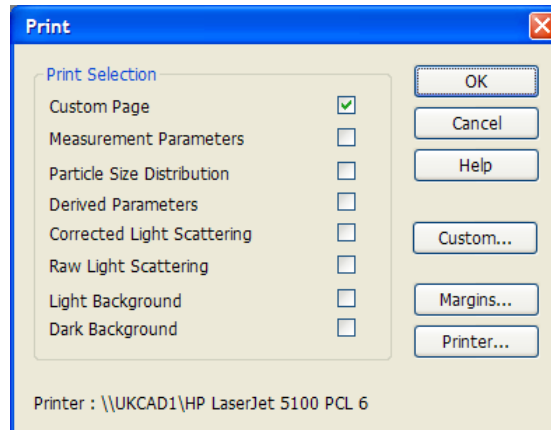 Print
Print Selection
Custom Page
Measurement Parameters
Particle Size Distribution
Derived Parameters
Corrected Light Scattering
Raw Light Scattering
Light Background
Dark Background
OK
Cancel
Help
Custom...
Margins...
Printer...
Printer : \\UKCAD1\HP LaserJet 5100 PCL 6